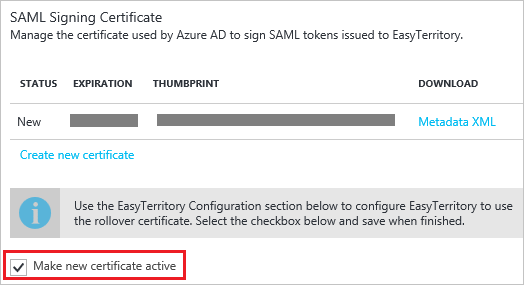 SAML Signing Certificate
Manage the certificate used by Azure AD to sign SAML tokens issued to EasyTerritory.
STATUS EXPIRATION THUMBPRINT DOWNLOAD
New Metadata XML
Create new certificate
Use the EasyTerritory Configuration section below to configure EasyTerritory to use
the rollover certificate. Select the checkbox below and save when finished.
Make new certificate active